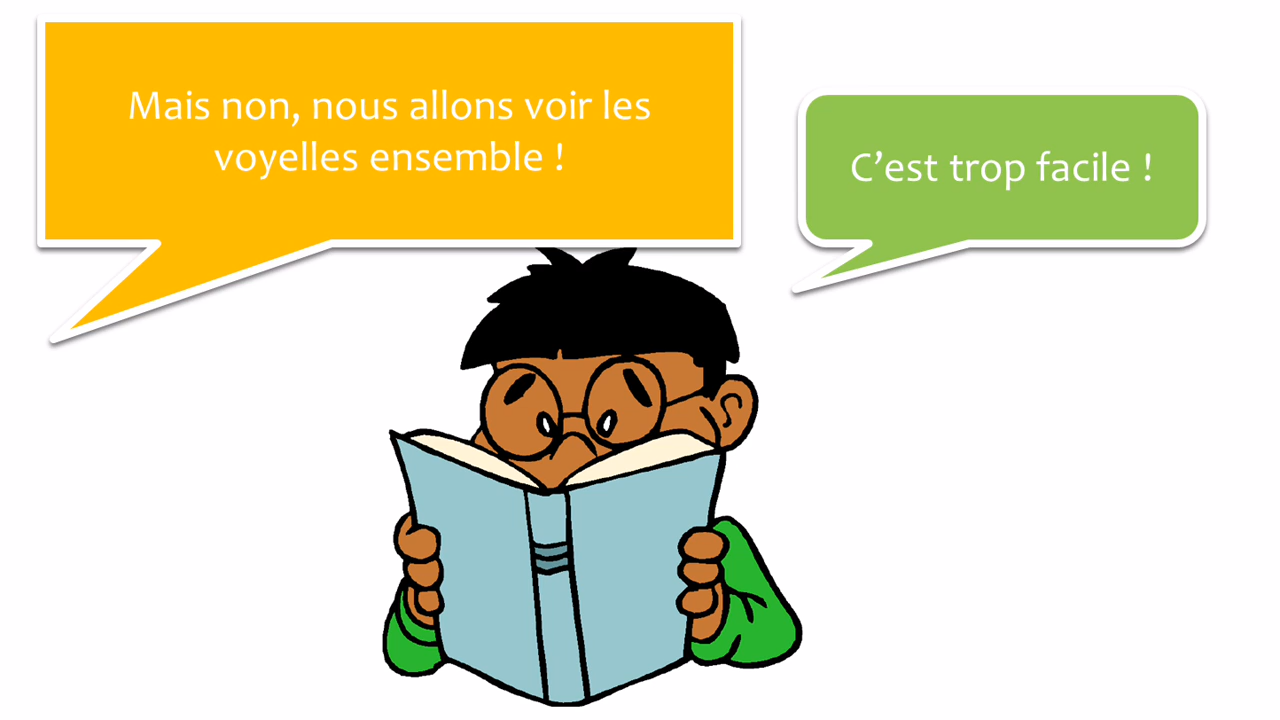 Mais non, nous allons voir les
voyelles ensemble !
C’est trop facile !